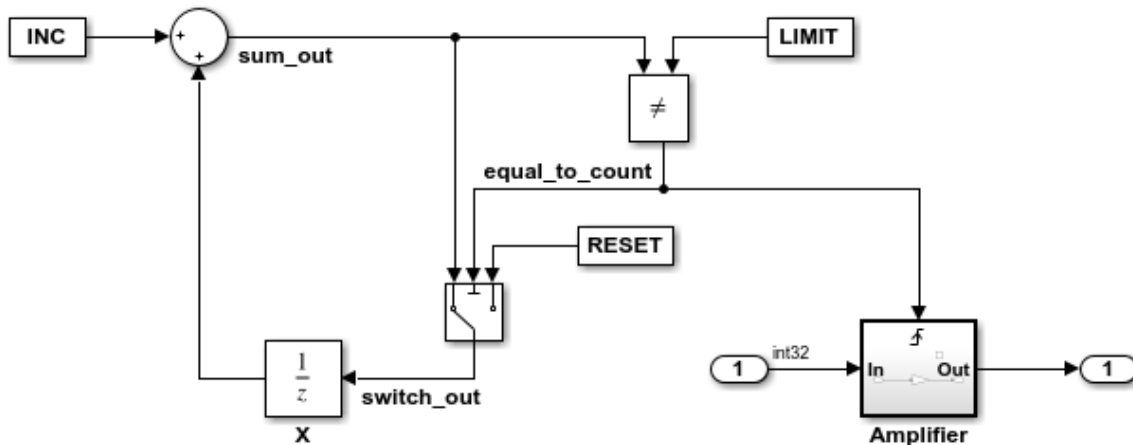 INC
+
+
sum_out
LIMIT
≠
equal_to_count
RESET
1
z
X
switch_out
1
int32
In
Out
1
Amplifier